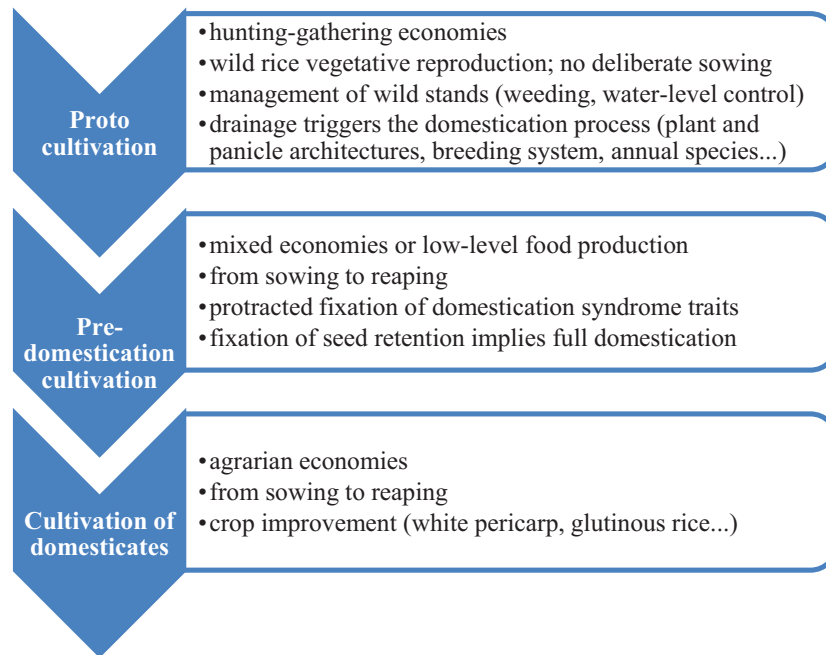 Proto
cultivation
•hunting-gathering economies
•wild rice vegetative reproduction; no deliberate sowing
•management of wild stands (weeding, water-level control)
•drainage triggers the domestication process (plant and
panicle architectures, breeding system, annual species...)
Pre-
domestication
cultivation
•mixed economies or low-level food production
•from sowing to reaping
•protracted fixation of domestication syndrome traits
•fixation of seed retention implies full domestication
Cultivation of
domesticates
•agrarian economies
•from sowing to reaping
•crop improvement (white pericarp, glutinous rice...)